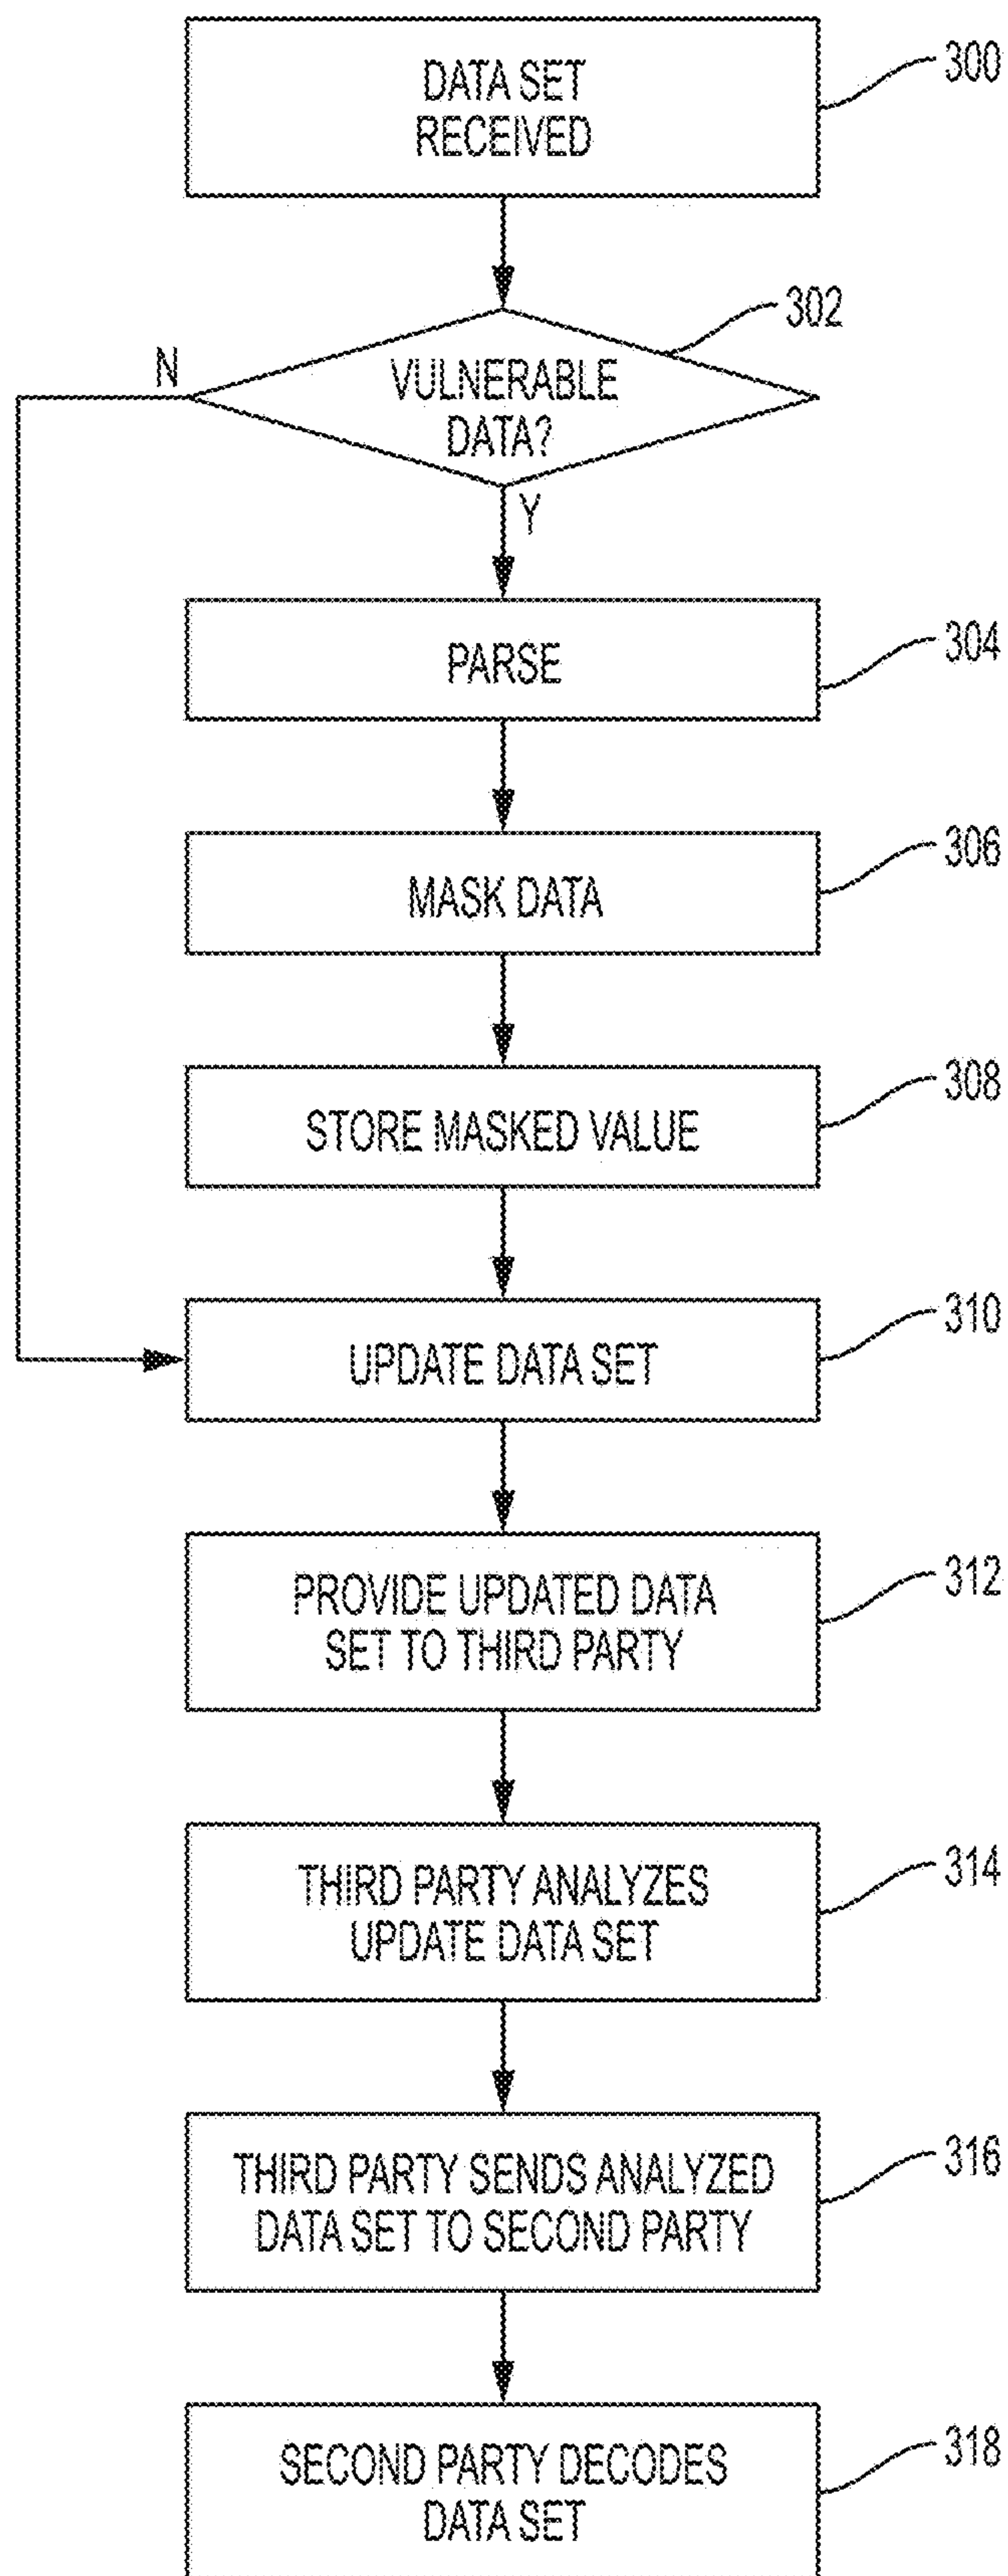 DATA SET
RECEIVED
300
302
N
VULNERABLE
DATA?
Y
PARSE
304
MASK DATA
306
STORE MASKED VALUE
308
UPDATE DATA SET
310
PROVIDE UPDATED DATA
SET TO THIRD PARTY
312
THIRD PARTY ANALYZES
UPDATE DATA SET
314
THIRD PARTY SENDS ANALYZED
DATA SET TO SECOND PARTY
316
SECOND PARTY DECODES
DATA SET
318